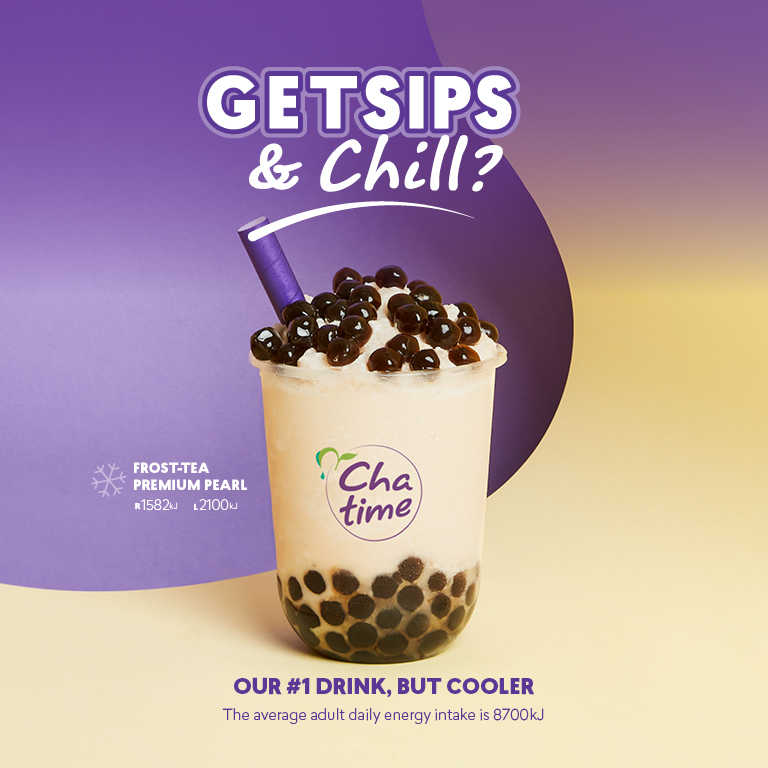 GETSIPS
& Chill?
FROST-TEA
PREMIUM PEARL
R1582kJ L2100kJ
Cha
time
OUR #1 DRINK, BUT COOLER
The average adult daily energy intake is 8700kJ